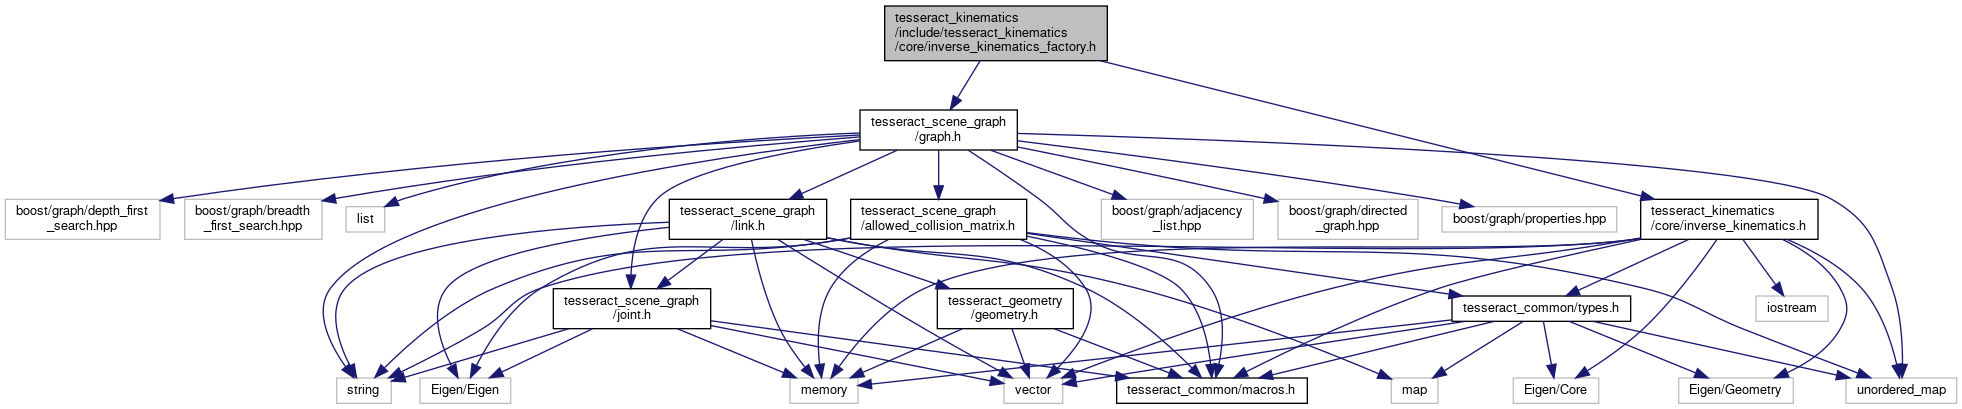 tesseract_kinematics
/include/tesseract_kinematics
/core/inverse_kinematics_factory.h
tesseract_scene_graph
/graph.h
boost/graph/depth_first
_search.hpp
boost/graph/breadth
_first_search.hpp
list
tesseract_scene_graph
/link.h
tesseract_scene_graph
/allowed_collision_matrix.h
boost/graph/adjacency
_list.hpp
boost/graph/directed
_graph.hpp
boost/graph/properties.hpp
tesseract_kinematics
/core/inverse_kinematics.h
tesseract_scene_graph
/joint.h
tesseract_geometry
/geometry.h
tesseract_common/types.h
iostream
string
Eigen/Eigen
memory
vector
tesseract_common/macros.h
map
Eigen/Core
Eigen/Geometry
unordered_map